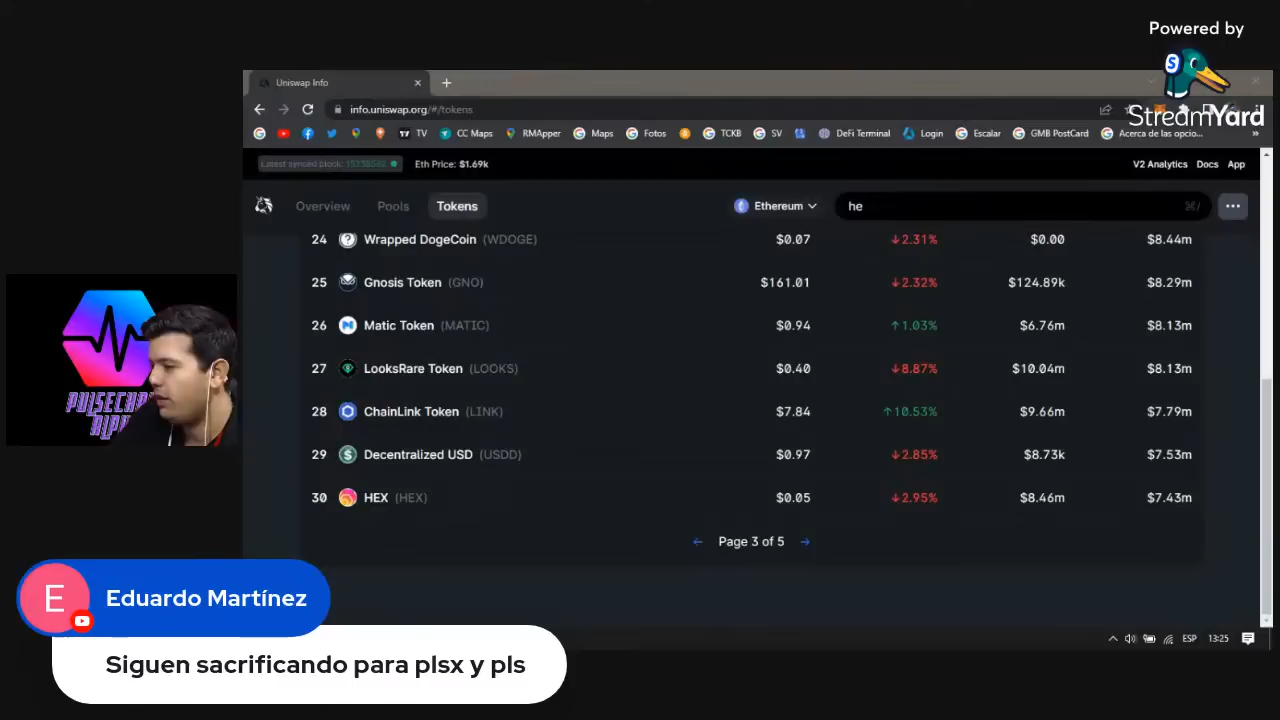 Powered by
StreamYard
Uniswap Info
info.uniswap.org/#/tokens
TV CC Maps RMApper Maps Fotos TCKB SV DeFi Terminal Login Escalar GMB PostCard Acerca de las opcio...
Latest synced block:
Eth Price: $1.69k
V2 Analytics Docs App
Overview Pools Tokens Ethereum he
24 Wrapped DogeCoin (WDOGE) $0.07 ↓2.31% $0.00 $8.44m
25 Gnosis Token (GNO) $161.01 ↓2.32% $124.89k $8.29m
26 Matic Token (MATIC) $0.94 ↑1.03% $6.76m $8.13m
27 LooksRare Token (LOOKS) $0.40 ↓8.87% $10.04m $8.13m
28 ChainLink Token (LINK) $7.84 ↑10.53% $9.66m $7.79m
29 Decentralized USD (USDD) $0.97 ↓2.85% $8.73k $7.53m
30 HEX (HEX) $0.05 ↓2.95% $8.46m $7.43m
← Page 3 of 5 →
E
Eduardo Martínez
Siguen sacrificando para plsx y pls
ESP 13:25